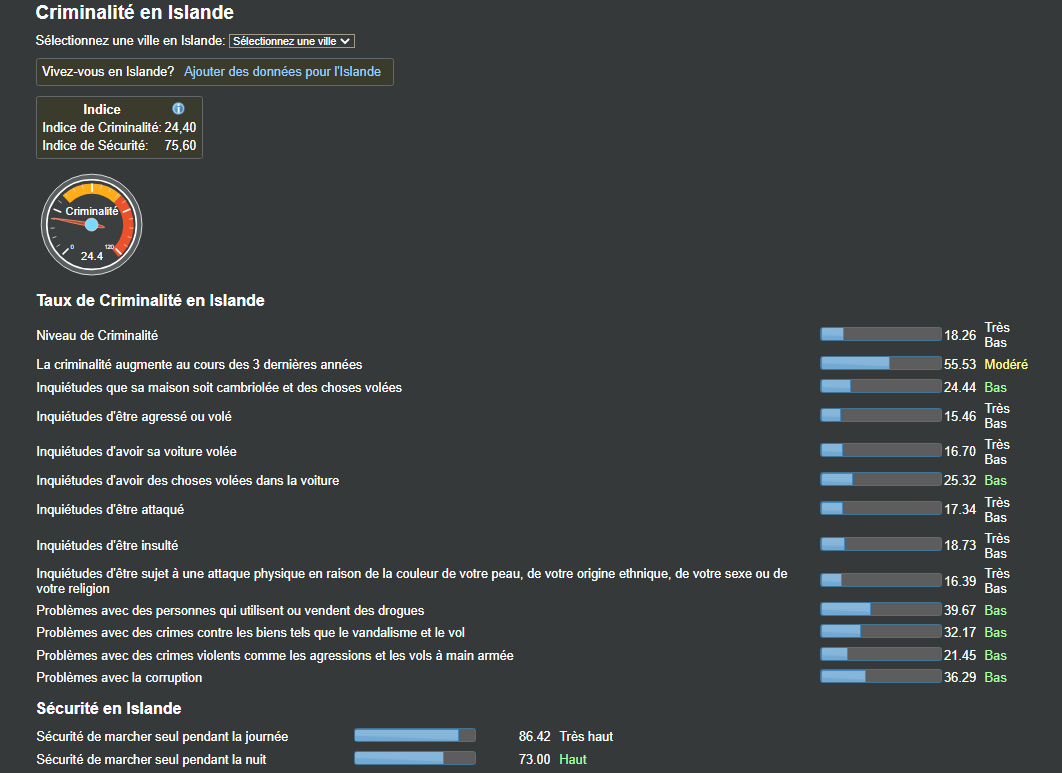 Criminalité en Islande
Sélectionnez une ville en Islande: Sélectionnez une ville
Vivez-vous en Islande? Ajouter des données pour l'Islande
Indice
Indice de Criminalité: 24,40
Indice de Sécurité: 75,60
Criminalité
0 120
24.4
Taux de Criminalité en Islande
Niveau de Criminalité 18.26 Très Bas
La criminalité augmente au cours des 3 dernières années 55.53 Modéré
Inquiétudes que sa maison soit cambriolée et des choses volées 24.44 Bas
Inquiétudes d'être agressé ou volé 15.46 Très Bas
Inquiétudes d'avoir sa voiture volée 16.70 Très Bas
Inquiétudes d'avoir des choses volées dans la voiture 25.32 Bas
Inquiétudes d'être attaqué 17.34 Très Bas
Inquiétudes d'être insulté 18.73 Très Bas
Inquiétudes d'être sujet à une attaque physique en raison de la couleur de votre peau, de votre origine ethnique, de votre sexe ou de
votre religion 16.39 Très Bas
Problèmes avec des personnes qui utilisent ou vendent des drogues 39.67 Bas
Problèmes avec des crimes contre les biens tels que le vandalisme et le vol 32.17 Bas
Problèmes avec des crimes violents comme les agressions et les vols à main armée 21.45 Bas
Problèmes avec la corruption 36.29 Bas
Sécurité en Islande
Sécurité de marcher seul pendant la journée 86.42 Très haut
Sécurité de marcher seul pendant la nuit 73.00 Haut